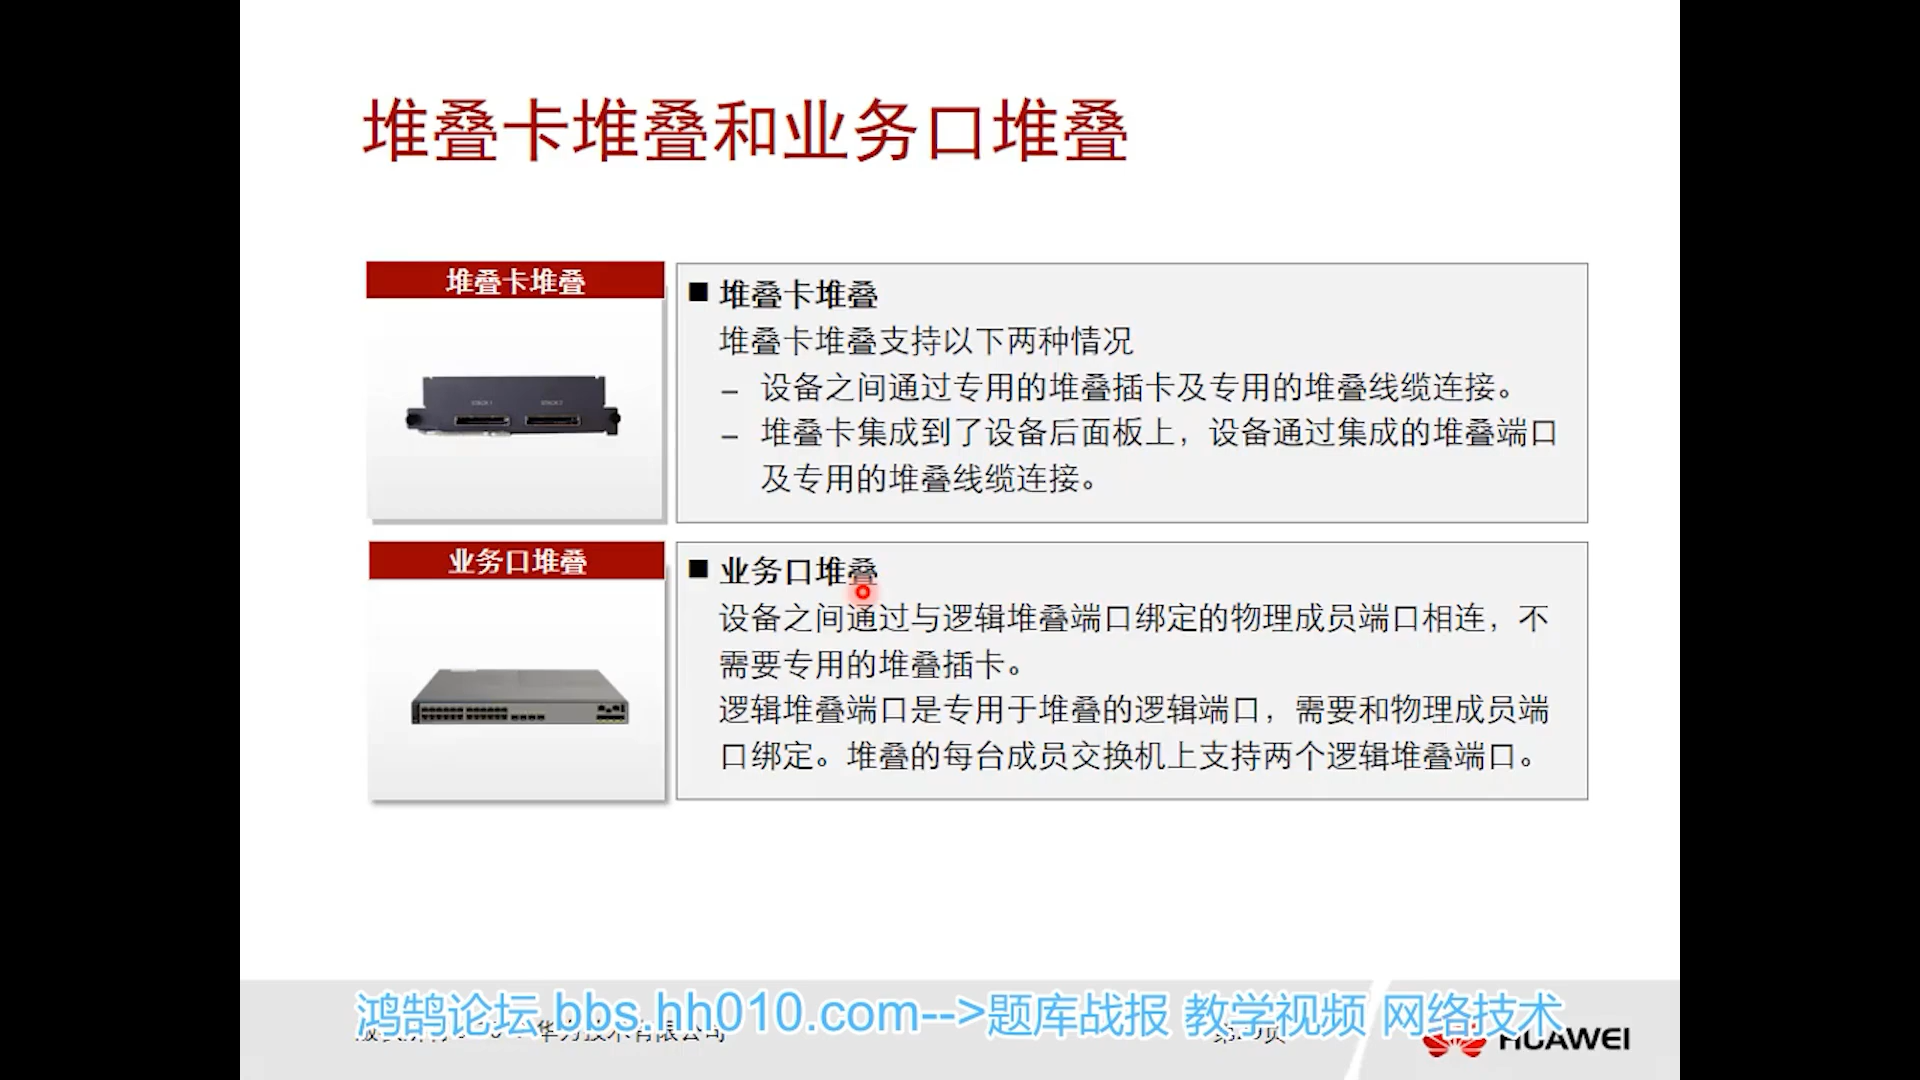 堆叠卡堆叠和业务口堆叠
堆叠卡堆叠
■ 堆叠卡堆叠
堆叠卡堆叠支持以下两种情况
– 设备之间通过专用的堆叠插卡及专用的堆叠线缆连接。
– 堆叠卡集成到了设备后面板上，设备通过集成的堆叠端口
及专用的堆叠线缆连接。
业务口堆叠
■ 业务口堆叠
设备之间通过与逻辑堆叠端口绑定的物理成员端口相连，不
需要专用的堆叠插卡。
逻辑堆叠端口是专用于堆叠的逻辑端口，需要和物理成员端
口绑定。堆叠的每台成员交换机上支持两个逻辑堆叠端口。
鸿鹄论坛 bbs.hh010.com-->题库战报 教学视频 网络技术
华为技术有限公司
HUAWEI